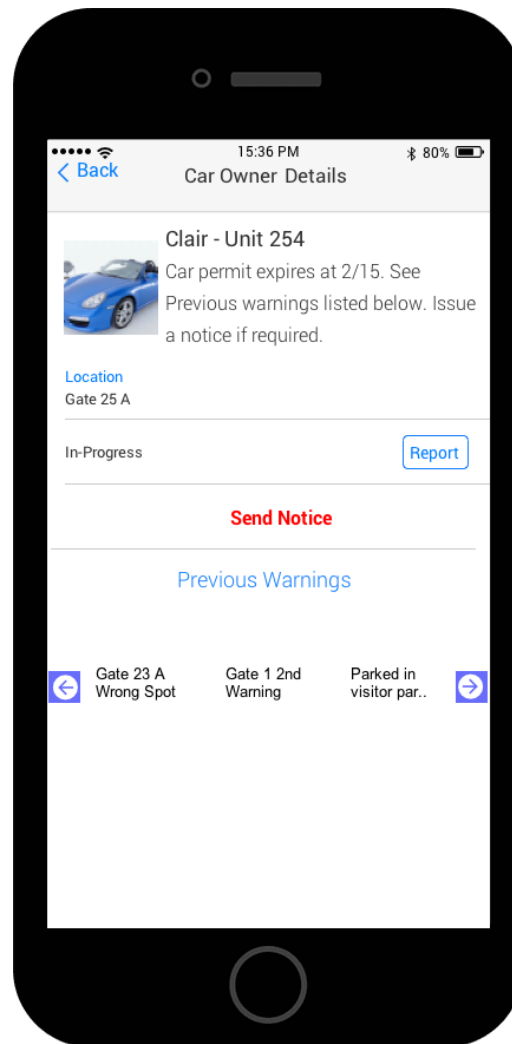 15:36 PM
80%
Back
Car Owner Details
Clair - Unit 254
Car permit expires at 2/15. See
Previous warnings listed below. Issue
a notice if required.
Location
Gate 25 A
In-Progress
Report
Send Notice
Previous Warnings
Gate 23 A
Wrong Spot
Gate 1 2nd
Warning
Parked in
visitor par..